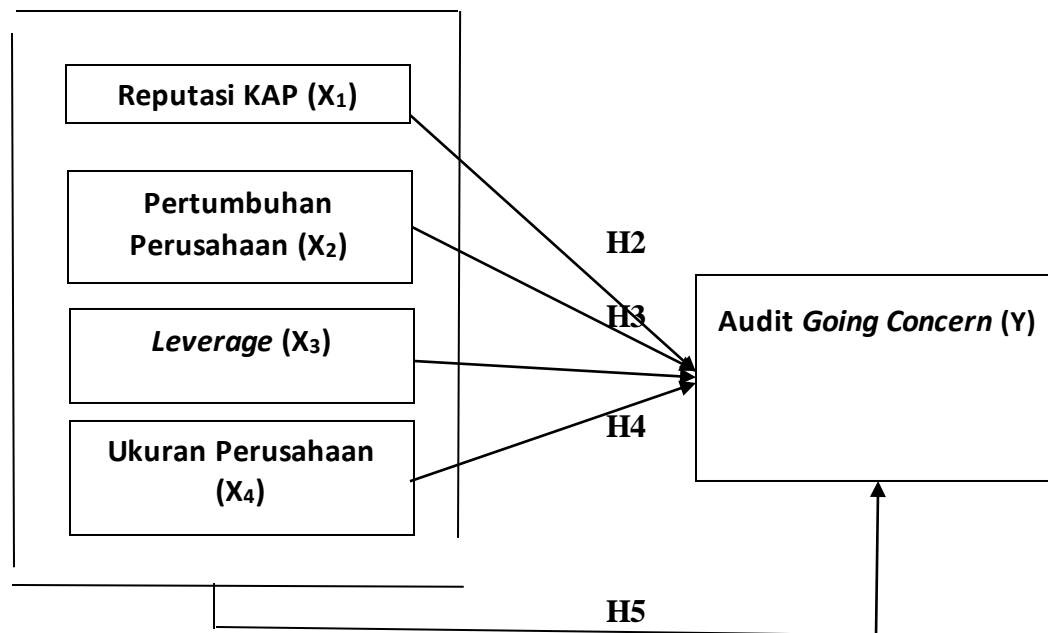 Reputasi KAP (X₁)
Pertumbuhan
Perusahaan (X₂)
Leverage (X₃)
Ukuran Perusahaan
(X₄)
H2
H3
H4
H5
Audit Going Concern (Y)